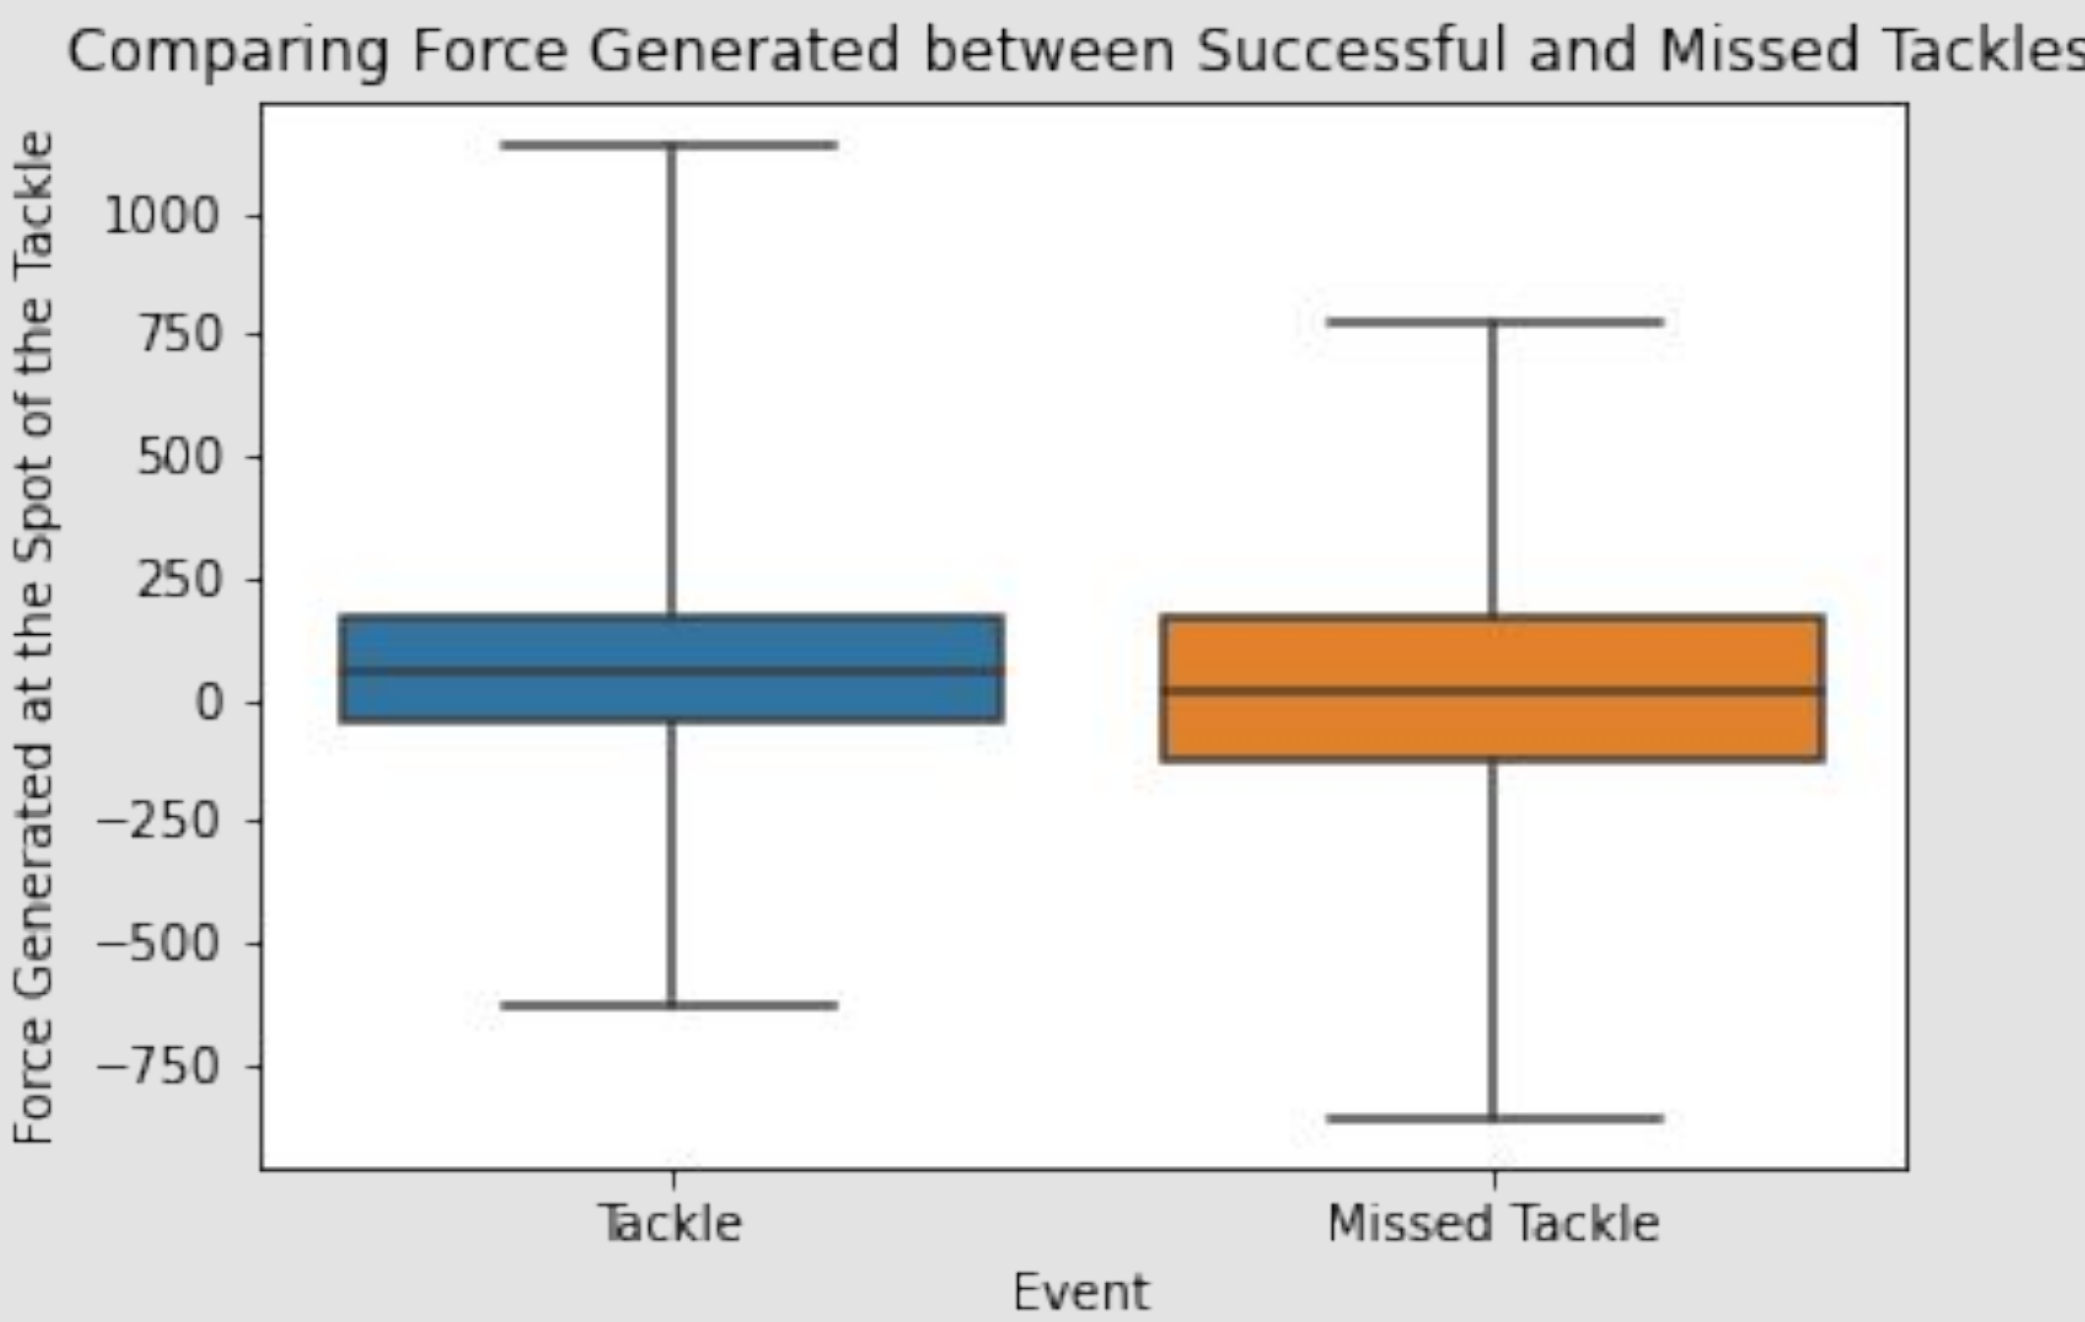 Comparing Force Generated between Successful and Missed Tackles
Force Generated at the Spot of the Tackle
1000
750
500
250
0
−250
−500
−750
Tackle
Missed Tackle
Event